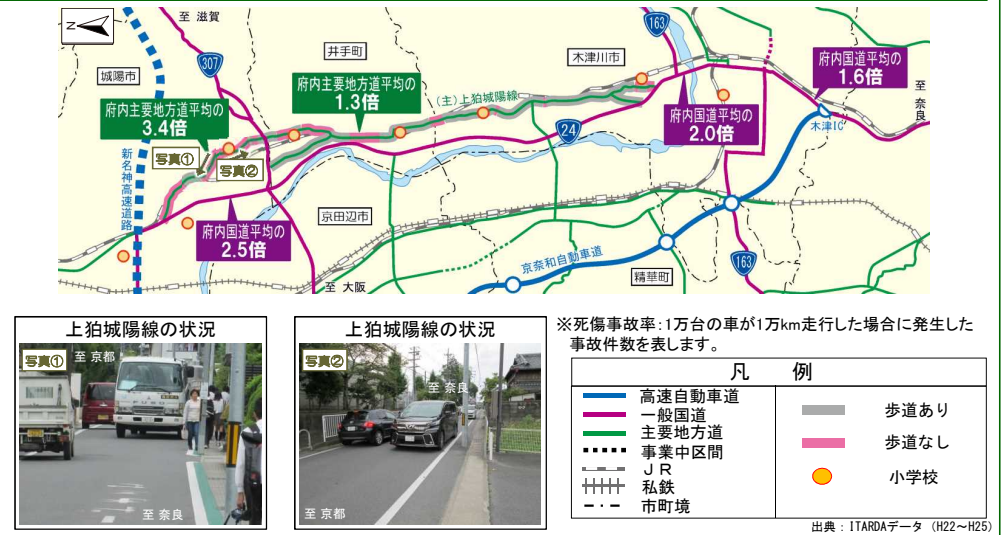 N
至 滋賀
163
城陽市
307
井手町
木津川市
府内国道平均の
1.6倍
府内主要地方道平均の
3.4倍
府内主要地方道平均の
1.3倍
(主)上狛城陽線
至 奈良
24
府内国道平均の
2.0倍
木津IC
写真①
写真②
新名神高速道路
京田辺市
府内国道平均の
2.5倍
京奈和自動車道
163
精華町
至 大阪
上狛城陽線の状況
写真①
至 京都
至 奈良
上狛城陽線の状況
写真②
至 奈良
至 京都
※死傷事故率：1万台の車が1万km走行した場合に発生した
事故件数を表します。
凡 例
高速自動車道
一般国道
主要地方道
事業中区間
ＪＲ
私鉄
市町境
歩道あり
歩道なし
小学校
出典：ITARDAデータ（H22～H25）